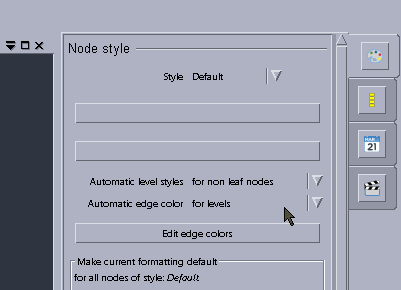 Node style
Style Default
Automatic level styles for non leaf nodes
Automatic edge color for levels
Edit edge colors
Make current formatting default
for all nodes of style: Default
MAR
21